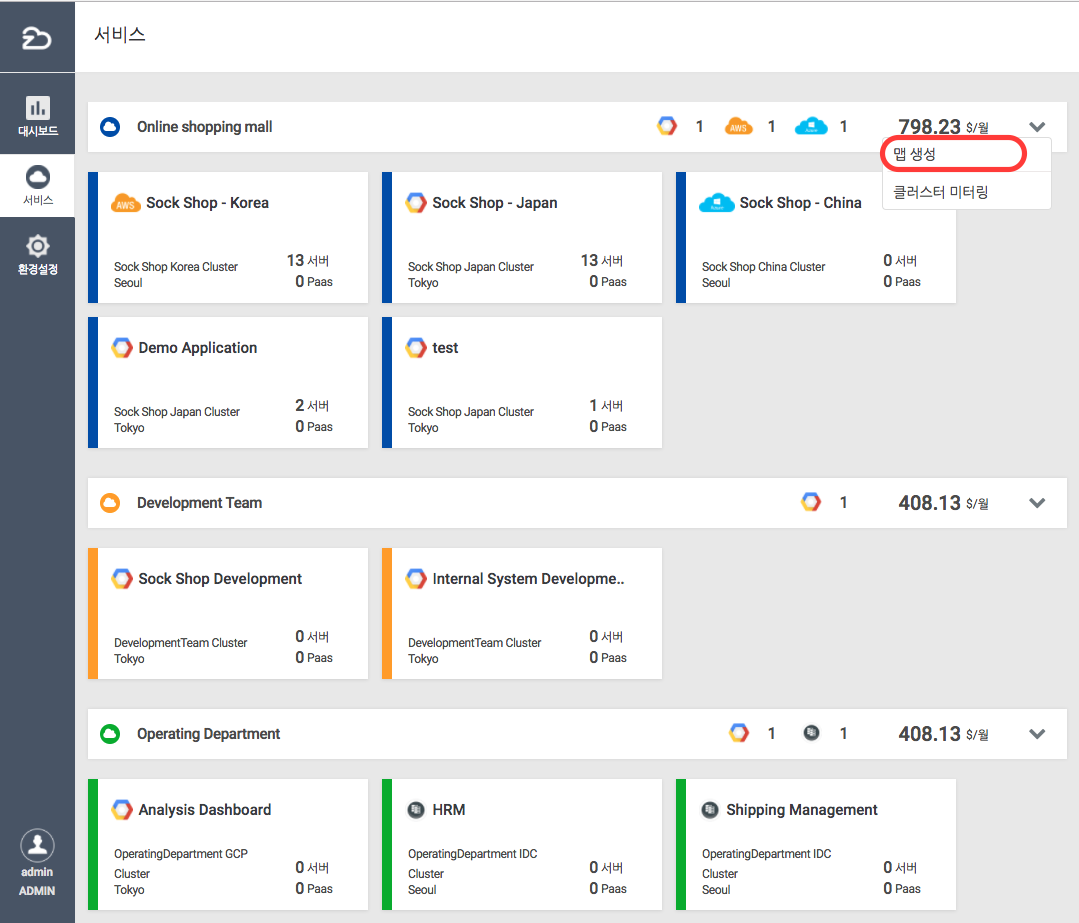 서비스
대시보드
서비스
환경설정
admin
ADMIN
Online shopping mall 1 AWS 1 Azure 1 798.23 $/월
맵 생성
클러스터 미터링
AWS Sock Shop - Korea
Sock Shop Korea Cluster
Seoul
13 서버
0 Paas
Sock Shop - Japan
Sock Shop Japan Cluster
Tokyo
13 서버
0 Paas
Azure Sock Shop - China
Sock Shop China Cluster
Seoul
0 서버
0 Paas
Demo Application
Sock Shop Japan Cluster
Tokyo
2 서버
0 Paas
test
Sock Shop Japan Cluster
Tokyo
1 서버
0 Paas
Development Team 1 408.13 $/월
Sock Shop Development
DevelopmentTeam Cluster
Tokyo
0 서버
0 Paas
Internal System Developme..
DevelopmentTeam Cluster
Tokyo
0 서버
0 Paas
Operating Department 1 1 408.13 $/월
Analysis Dashboard
OperatingDepartment GCP
Cluster
Tokyo
0 서버
0 Paas
HRM
OperatingDepartment IDC
Cluster
Seoul
0 서버
0 Paas
Shipping Management
OperatingDepartment IDC
Cluster
Seoul
0 서버
0 Paas